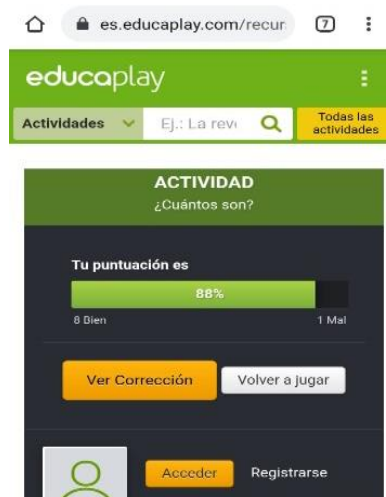 es.educaplay.com/recur
7
educaplay
Actividades
Ej.: La rev
Todas las
actividades
ACTIVIDAD
¿Cuántos son?
Tu puntuación es
88%
8 Bien
1 Mal
Ver Corrección
Volver a jugar
Acceder
Registrarse